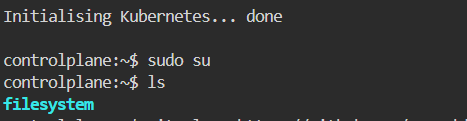 Initialising Kubernetes... done
controlplane:~$ sudo su
controlplane:~$ ls
filesystem